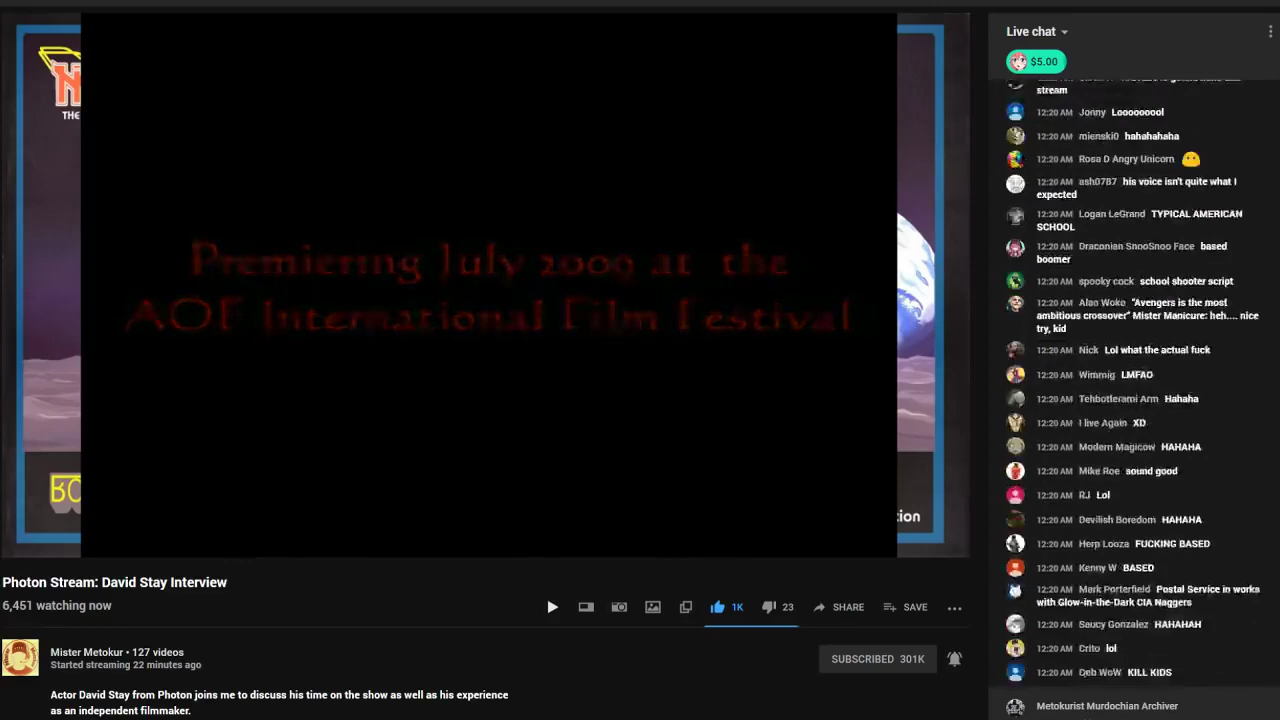 THE
Premiering July 2009 at the
AOF International Film Festival
tion
Photon Stream: David Stay Interview
6,451 watching now
1K
23
SHARE
SAVE
Mister Metokur • 127 videos
Started streaming 22 minutes ago
SUBSCRIBED 301K
Actor David Stay from Photon joins me to discuss his time on the show as well as his experience
as an independent filmmaker.
Live chat
$5.00
stream
12:20 AM Jonny Loooooool
12:20 AM mienski0 hahahahaha
12:20 AM Rosa D Angry Unicorn
12:20 AM ash0787 his voice isn't quite what I
expected
12:20 AM Logan LeGrand TYPICAL AMERICAN
SCHOOL
12:20 AM Draconian SnooSnoo Face based
boomer
12:20 AM spooky cock school shooter script
12:20 AM Alan Woke "Avengers is the most
ambitious crossover" Mister Manicure: heh.... nice
try, kid
12:20 AM Nick Lol what the actual fuck
12:20 AM Wimmig LMFAO
12:20 AM Tehbotlerami Arm Hahaha
12:20 AM I live Again XD
12:20 AM Modern Magicow HAHAHA
12:20 AM Mike Roe sound good
12:20 AM RJ Lol
12:20 AM Devilish Boredom HAHAHA
12:20 AM Herp Looza FUCKING BASED
12:20 AM Kenny W BASED
12:20 AM Mark Porterfield Postal Service in works
with Glow-in-the-Dark CIA Naggers
12:20 AM Saucy Gonzalez HAHAHAH
12:20 AM Crito lol
12:20 AM Deb WoW KILL KIDS
Metokurist Murdochian Archiver